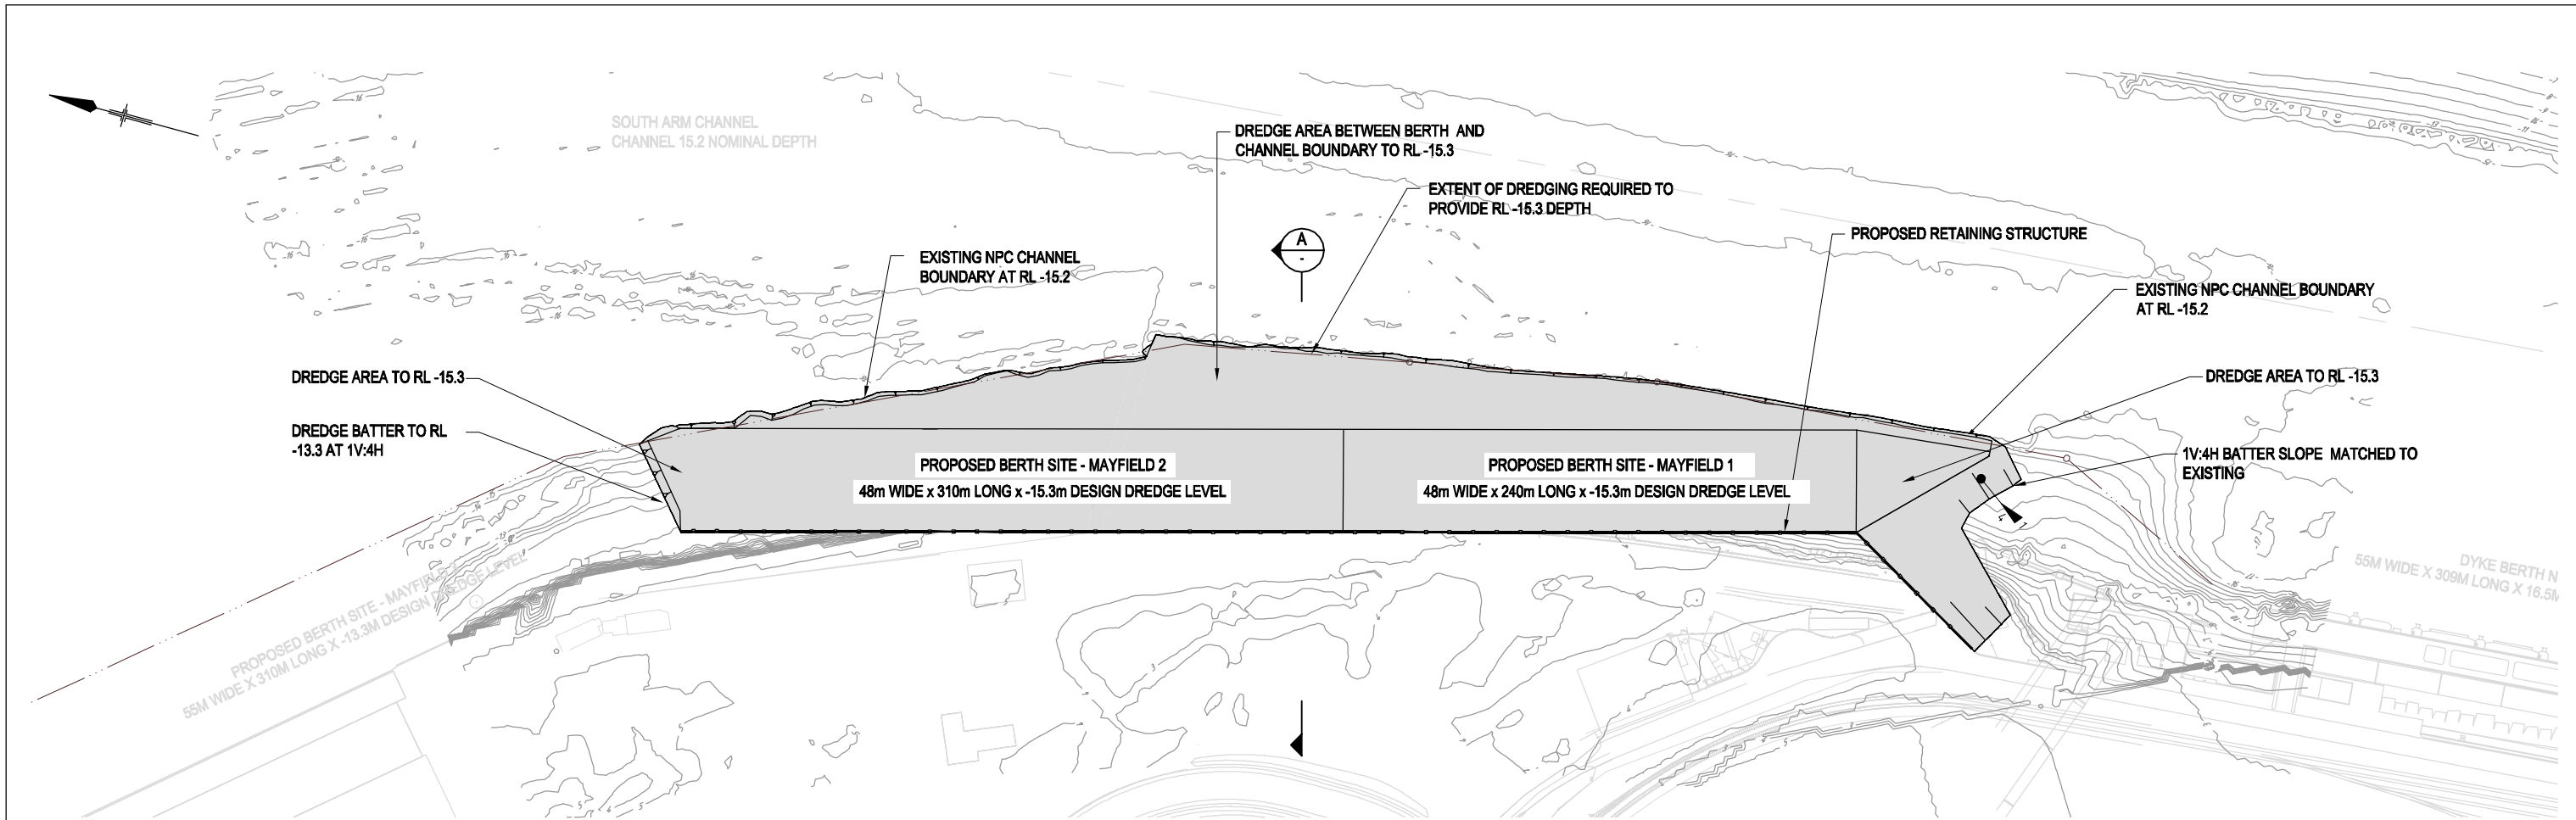 SOUTH ARM CHANNEL
CHANNEL 15.2 NOMINAL DEPTH
DREDGE AREA BETWEEN BERTH AND
CHANNEL BOUNDARY TO RL -15.3
EXTENT OF DREDGING REQUIRED TO
PROVIDE RL -15.3 DEPTH
A
-
PROPOSED RETAINING STRUCTURE
EXISTING NPC CHANNEL
BOUNDARY AT RL -15.2
EXISTING NPC CHANNEL BOUNDARY
AT RL -15.2
DREDGE AREA TO RL -15.3
DREDGE AREA TO RL -15.3
DREDGE BATTER TO RL
-13.3 AT 1V:4H
1V:4H BATTER SLOPE MATCHED TO
EXISTING
PROPOSED BERTH SITE - MAYFIELD 2
48m WIDE x 310m LONG x -15.3m DESIGN DREDGE LEVEL
PROPOSED BERTH SITE - MAYFIELD 1
48m WIDE x 240m LONG x -15.3m DESIGN DREDGE LEVEL
4
1
PROPOSED BERTH SITE - MAYFIELD
55M WIDE X 310M LONG X -13.3M DESIGN DREDGE LEVEL
DYKE BERTH N
55M WIDE X 309M LONG X 16.5M